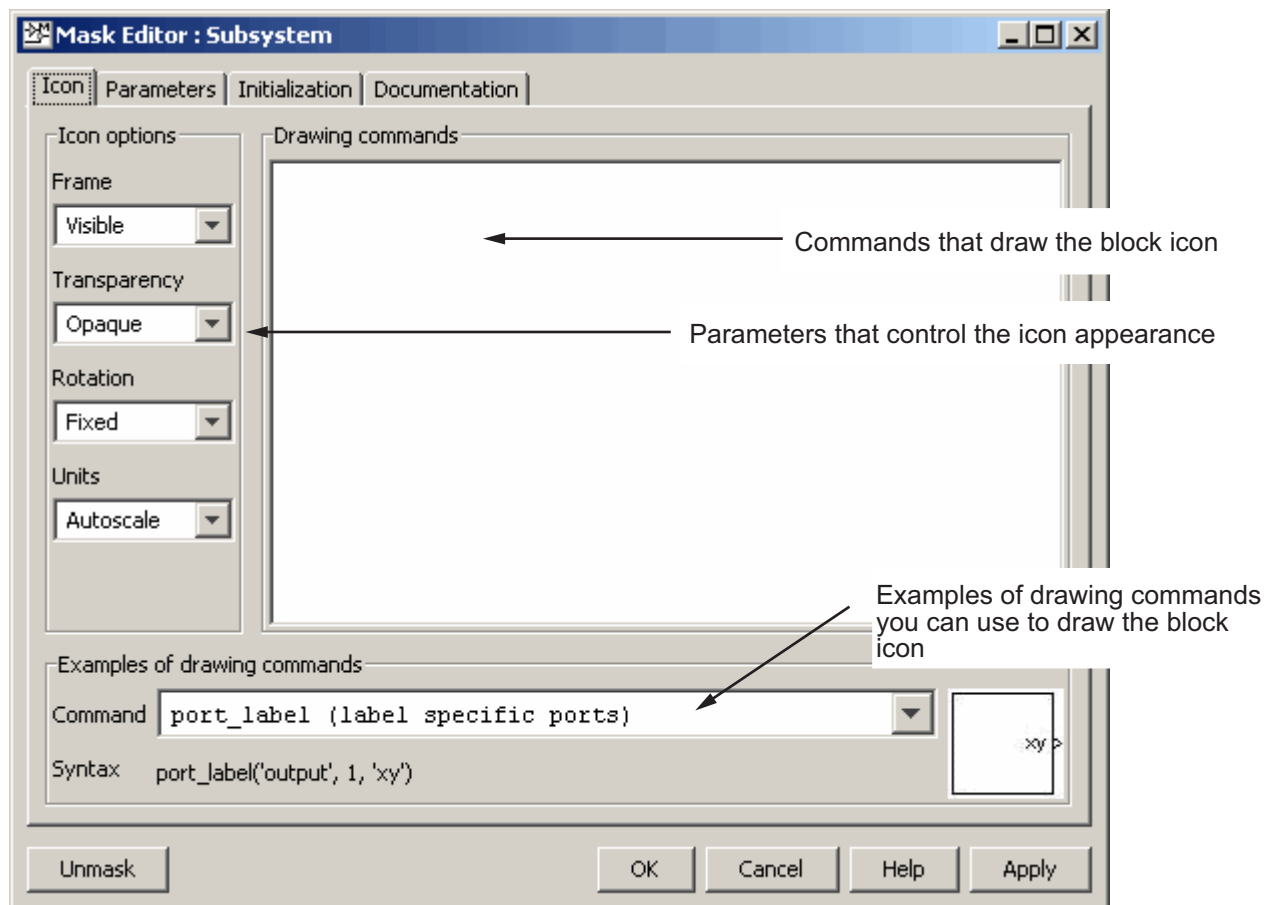 Mask Editor : Subsystem
Icon Parameters Initialization Documentation
Icon options
Drawing commands
Frame
Visible
Commands that draw the block icon
Transparency
Opaque
Parameters that control the icon appearance
Rotation
Fixed
Units
Autoscale
Examples of drawing commands
you can use to draw the block
icon
Examples of drawing commands
Command port_label (label specific ports)
xy >
Syntax port_label('output', 1, 'xy')
Unmask OK Cancel Help Apply